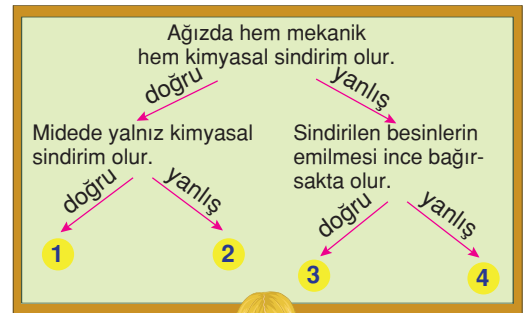 Ağızda hem mekanik
hem kimyasal sindirim olur.
doğru
yanlış
Midede yalnız kimyasal
sindirim olur.
Sindirilen besinlerin
emilmesi ince bağır-
sakta olur.
doğru
yanlış
doğru
yanlış
1
2
3
4